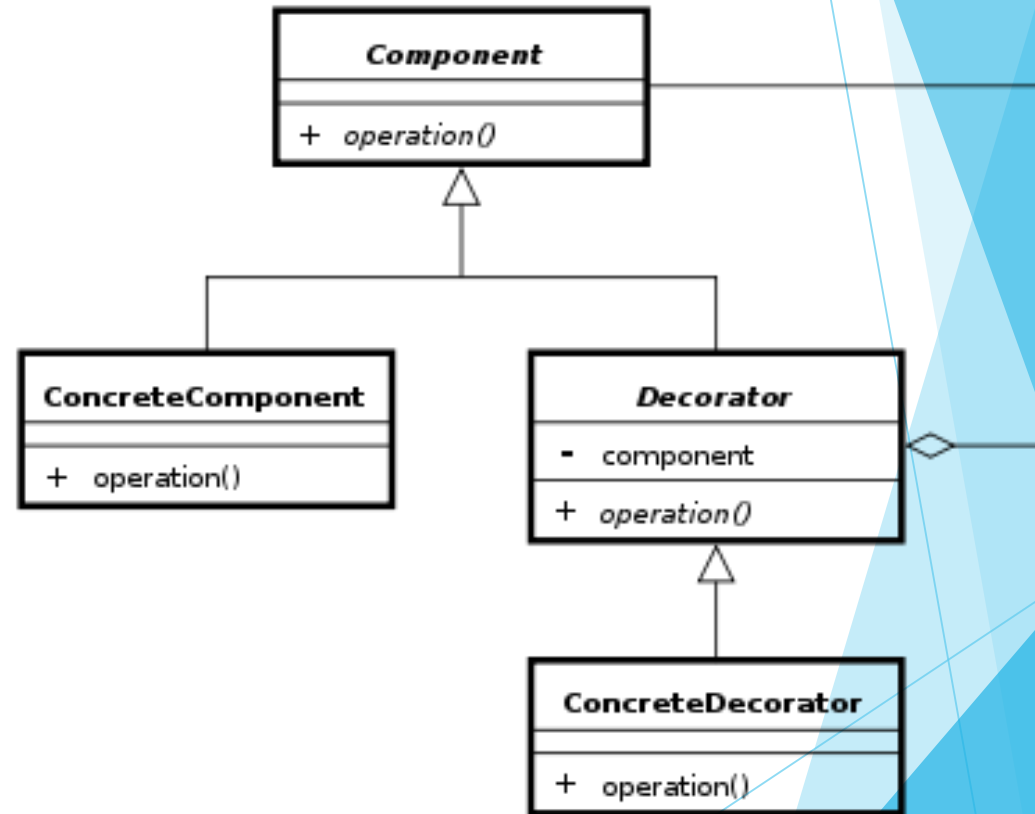 Component
+ operation()
ConcreteComponent
+ operation()
Decorator
- component
+ operation()
ConcreteDecorator
+ operation()